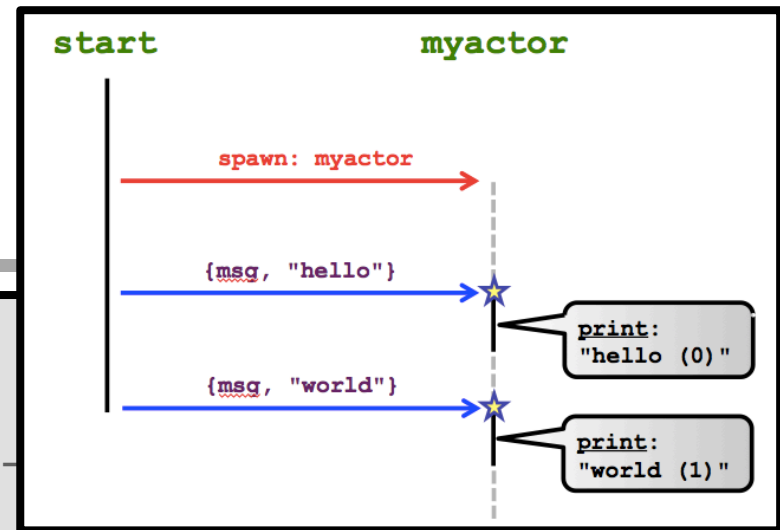 start
myactor
spawn: myactor
{msg, "hello"}
print:
"hello (0)"
{msg, "world"}
print:
"world (1)"